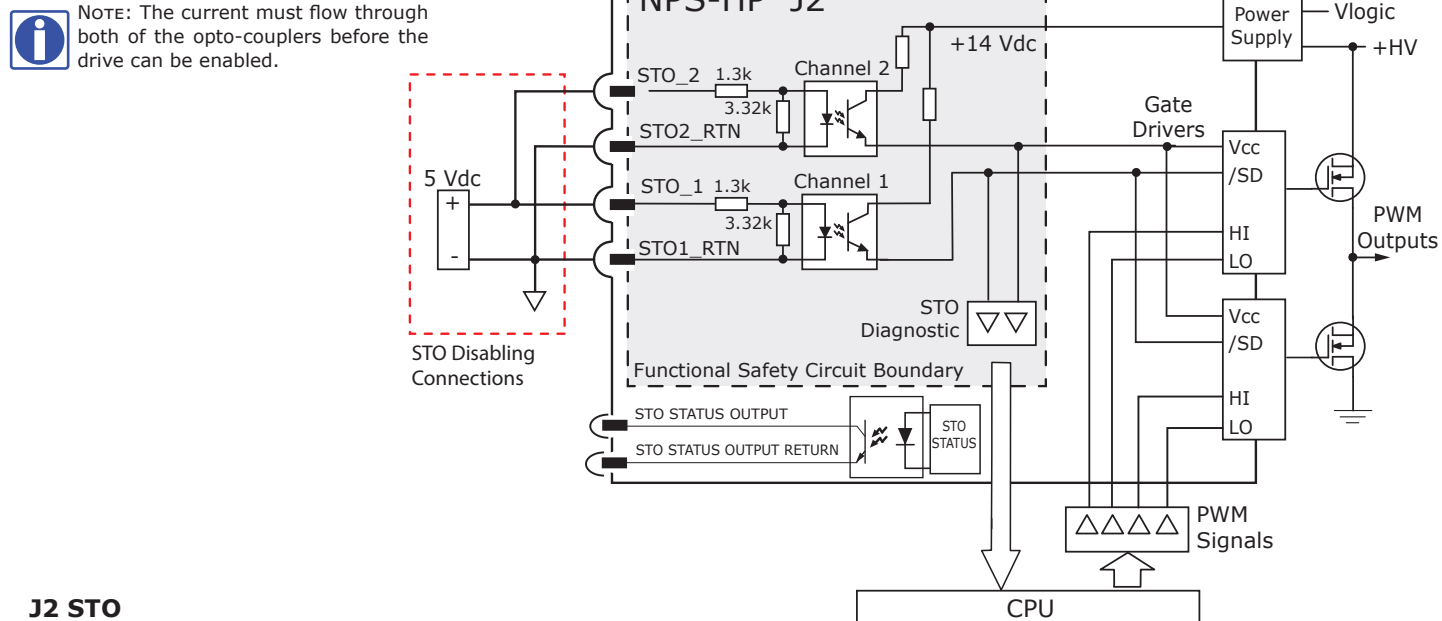 NOTE: The current must flow through
both of the opto-couplers before the
drive can be enabled.
NPS-HP J2
Power
Supply
Vlogic
+HV
+14 Vdc
STO_2
1.3k
Channel 2
3.32k
STO2_RTN
Gate
Drivers
Vcc
/SD
HI
LO
5 Vdc
+
-
STO_1
1.3k
Channel 1
3.32k
STO1_RTN
PWM
Outputs
STO
Diagnostic
Vcc
/SD
HI
LO
STO Disabling
Connections
Functional Safety Circuit Boundary
STO STATUS OUTPUT
STO STATUS OUTPUT RETURN
STO
STATUS
PWM
Signals
J2 STO
CPU